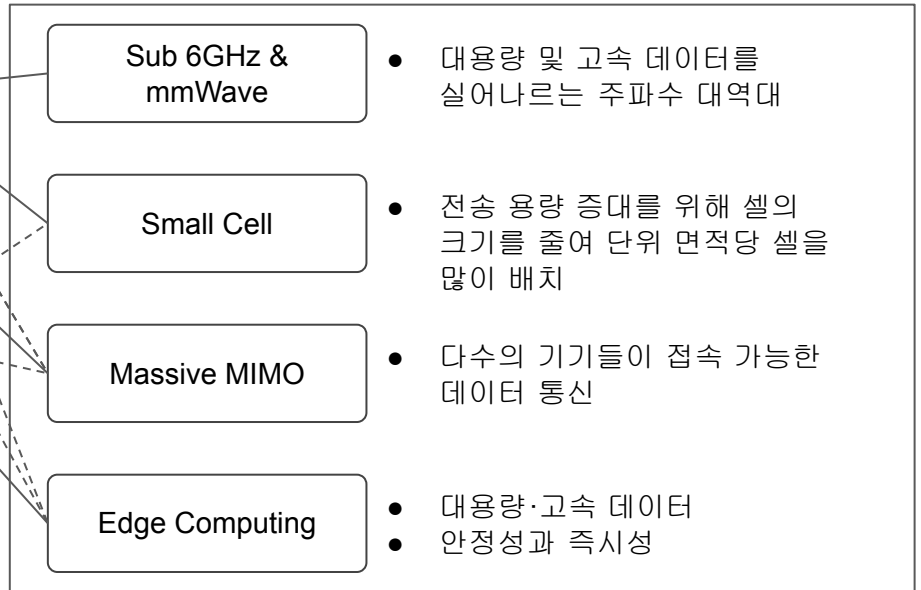 Sub 6GHz &
mmWave
● 대용량 및 고속 데이터를
실어나르는 주파수 대역대
Small Cell
● 전송 용량 증대를 위해 셀의
크기를 줄여 단위 면적당 셀을
많이 배치
Massive MIMO
● 다수의 기기들이 접속 가능한
데이터 통신
Edge Computing
● 대용량·고속 데이터
● 안정성과 즉시성